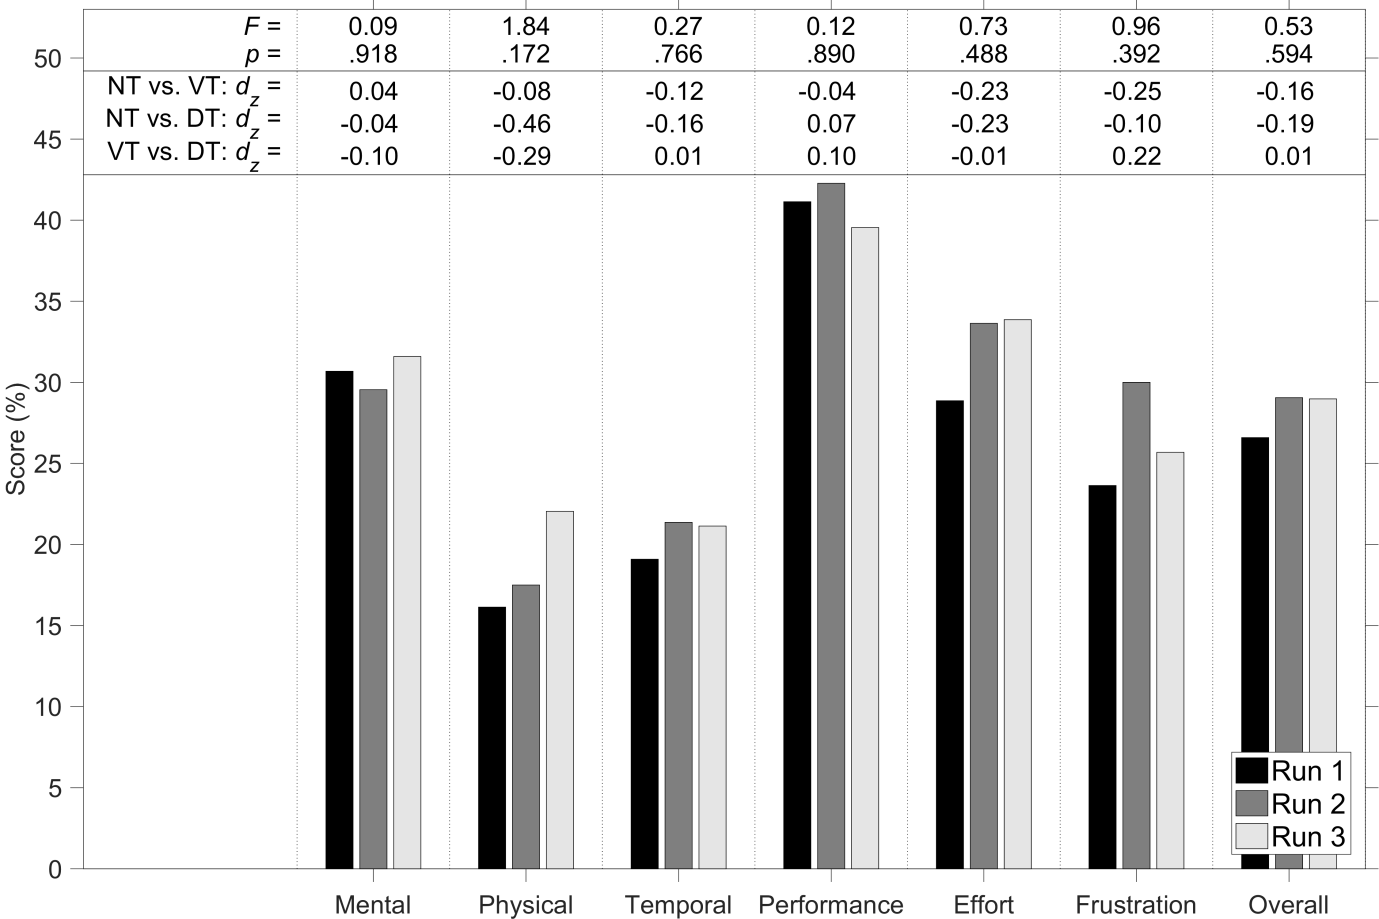 F = 0.09 1.84 0.27 0.12 0.73 0.96 0.53
p = .918 .172 .766 .890 .488 .392 .594
NT vs. VT: dz = 0.04 -0.08 -0.12 -0.04 -0.23 -0.25 -0.16
NT vs. DT: dz = -0.04 -0.46 -0.16 0.07 -0.23 -0.10 -0.19
VT vs. DT: dz = -0.10 -0.29 0.01 0.10 -0.01 0.22 0.01
50
45
40
35
30
25
20
15
10
5
0
Score (%)
Run 1
Run 2
Run 3
Mental Physical Temporal Performance Effort Frustration Overall